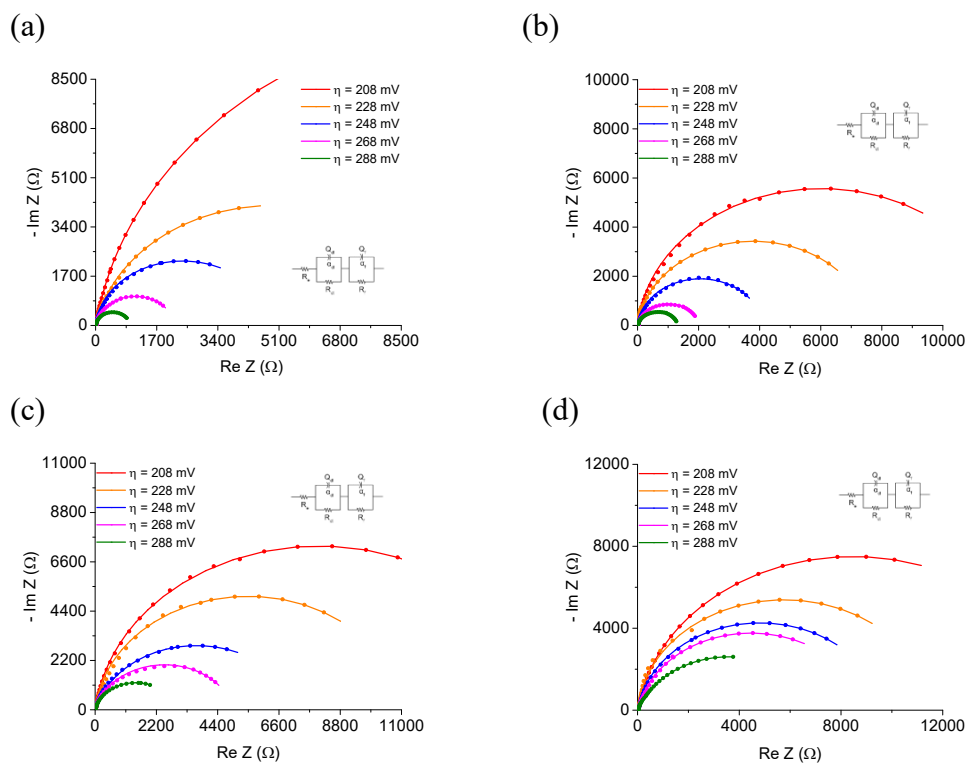 (a)
(b)
8500
6800
5100
3400
1700
0
- Im Z (Ω)
0 1700 3400 5100 6800 8500
Re Z (Ω)
η = 208 mV
η = 228 mV
η = 248 mV
η = 268 mV
η = 288 mV
10000
8000
6000
4000
2000
0
- Im Z (Ω)
0 2000 4000 6000 8000 10000
Re Z (Ω)
η = 208 mV
η = 228 mV
η = 248 mV
η = 268 mV
η = 288 mV
(c)
(d)
11000
8800
6600
4400
2200
0
- Im Z (Ω)
0 2200 4400 6600 8800 11000
Re Z (Ω)
η = 208 mV
η = 228 mV
η = 248 mV
η = 268 mV
η = 288 mV
12000
8000
4000
0
- Im Z (Ω)
0 4000 8000 12000
Re Z (Ω)
η = 208 mV
η = 228 mV
η = 248 mV
η = 268 mV
η = 288 mV